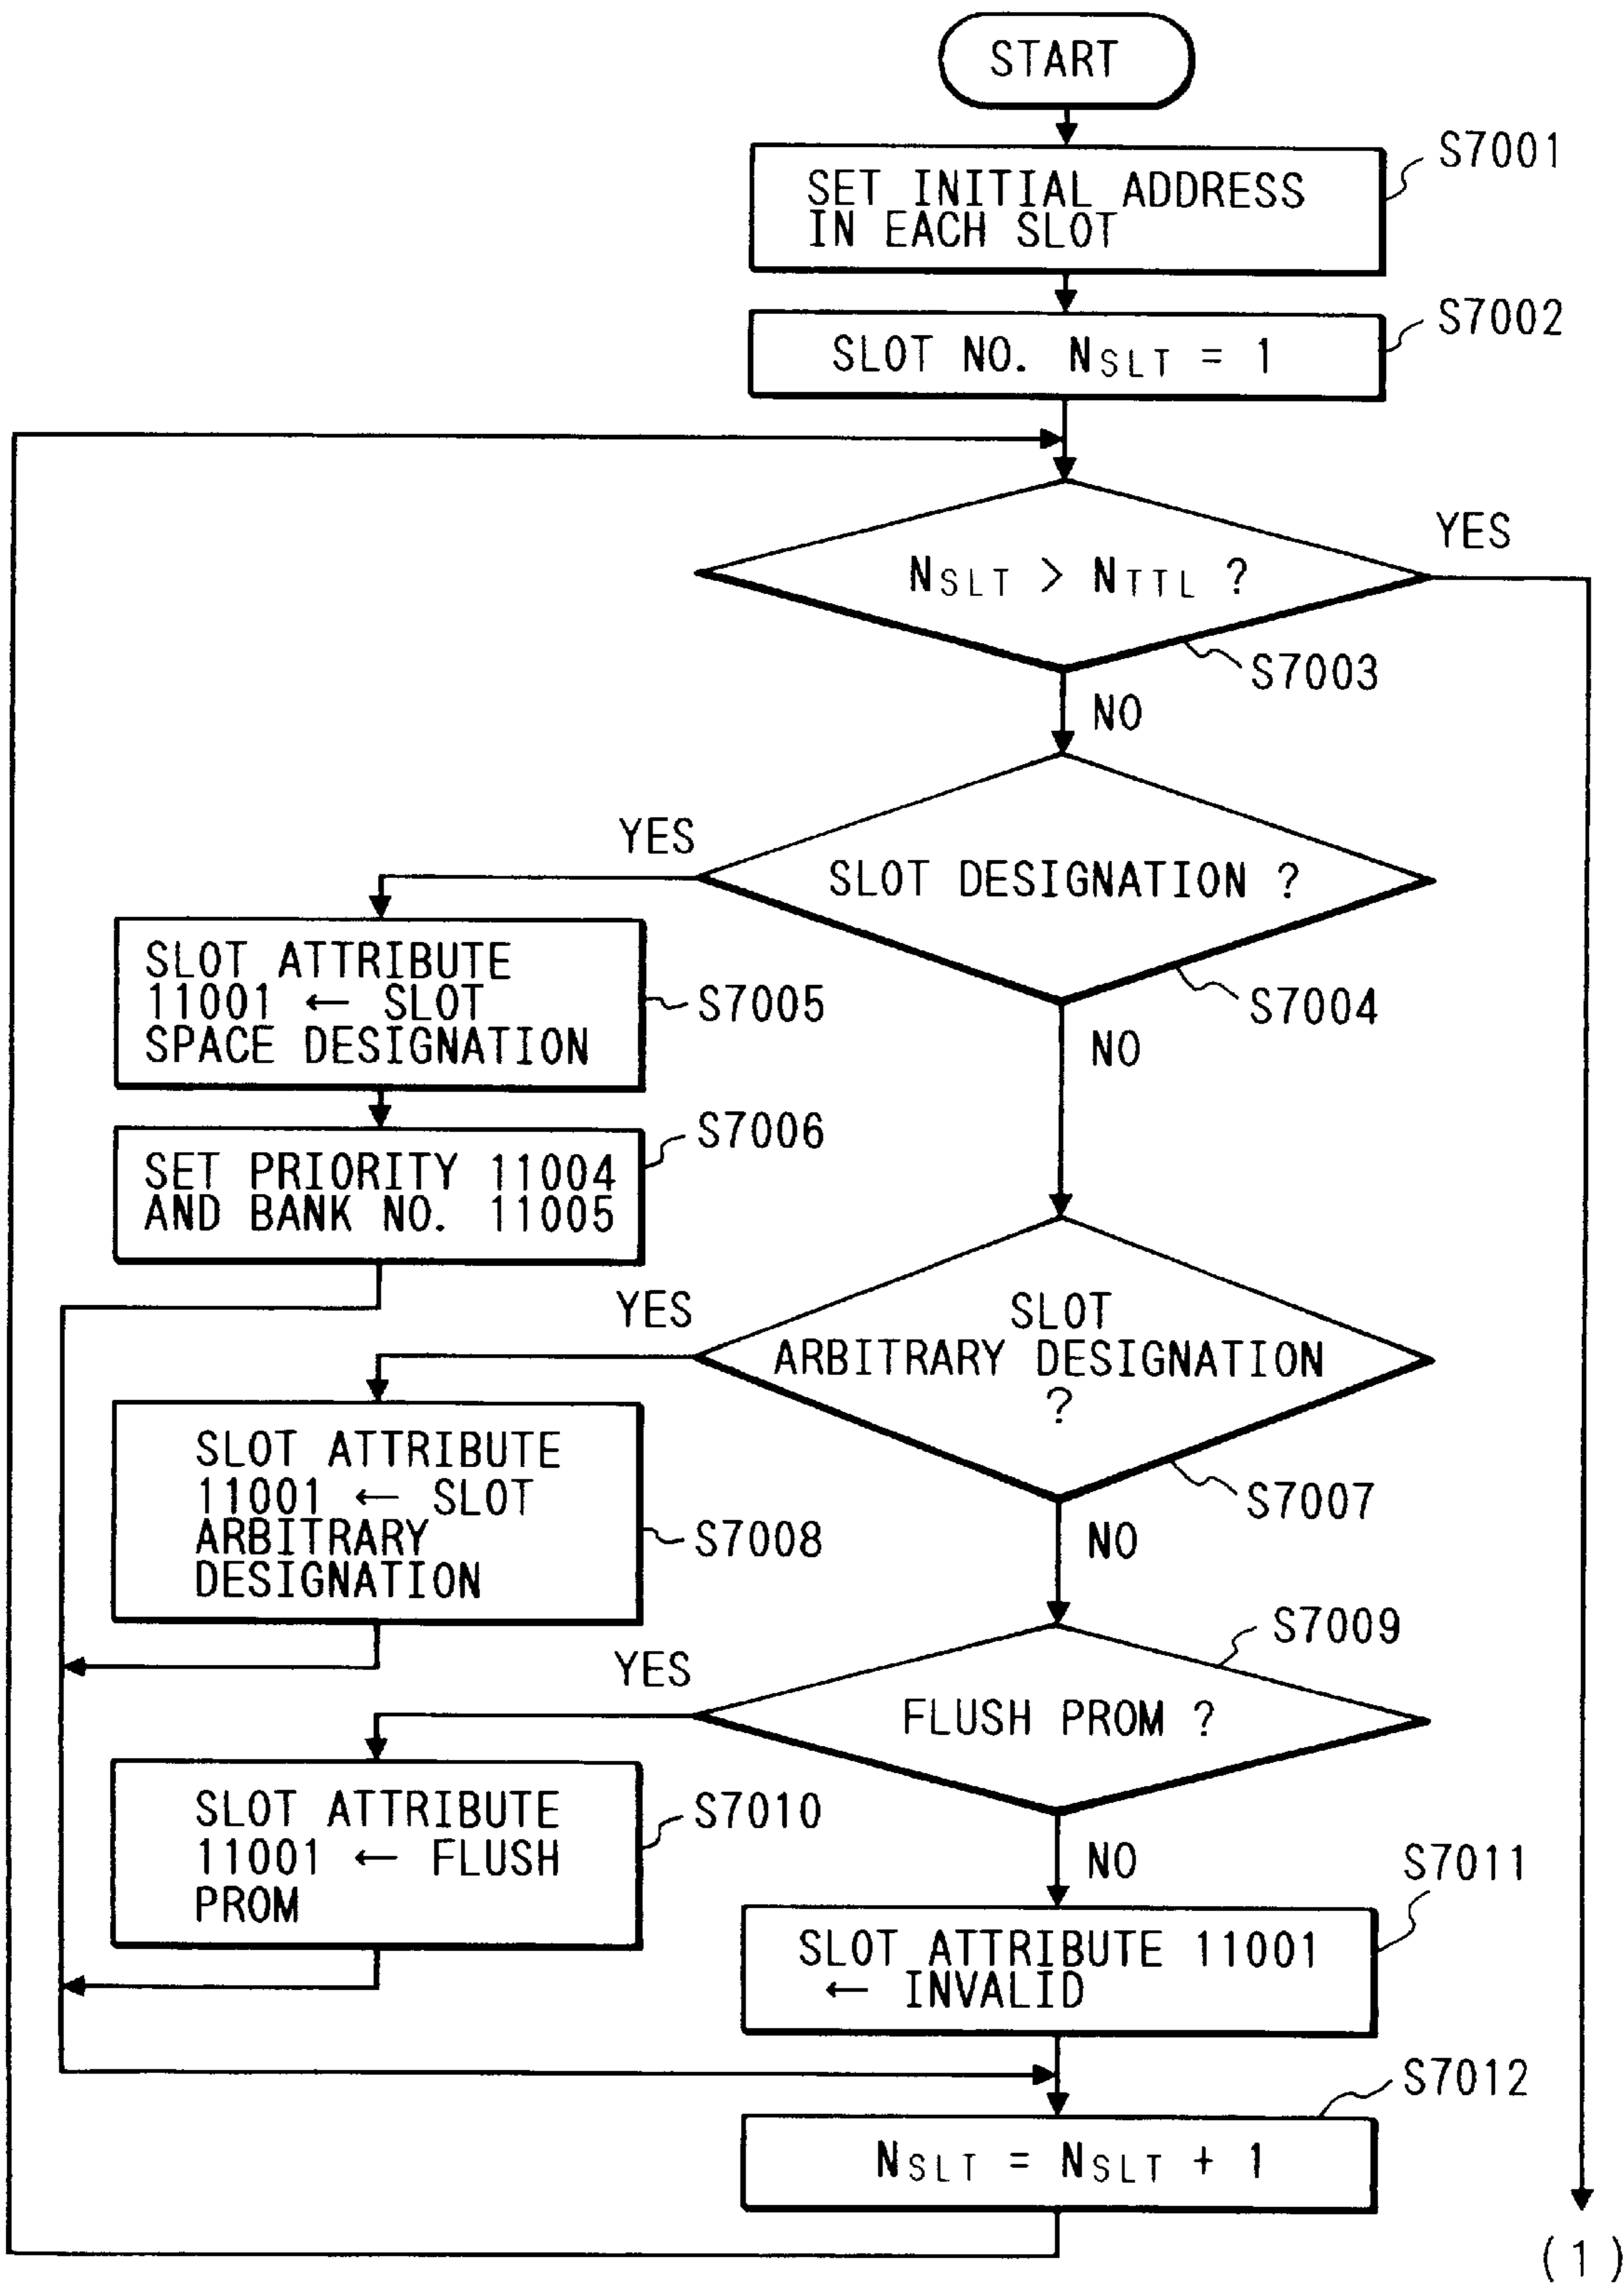 START
S7001
SET INITIAL ADDRESS
IN EACH SLOT
S7002
SLOT NO. NSLT = 1
YES
NSLT > NTTL ?
S7003
NO
YES
SLOT DESIGNATION ?
S7004
NO
SLOT ATTRIBUTE
11001 ← SLOT
SPACE DESIGNATION
S7005
S7006
SET PRIORITY 11004
AND BANK NO. 11005
YES
SLOT
ARBITRARY DESIGNATION
?
S7007
NO
SLOT ATTRIBUTE
11001 ← SLOT
ARBITRARY
DESIGNATION
S7008
S7009
YES
FLUSH PROM ?
NO
SLOT ATTRIBUTE
11001 ← FLUSH
PROM
S7010
S7011
SLOT ATTRIBUTE 11001
← INVALID
S7012
NSLT = NSLT + 1
(1)